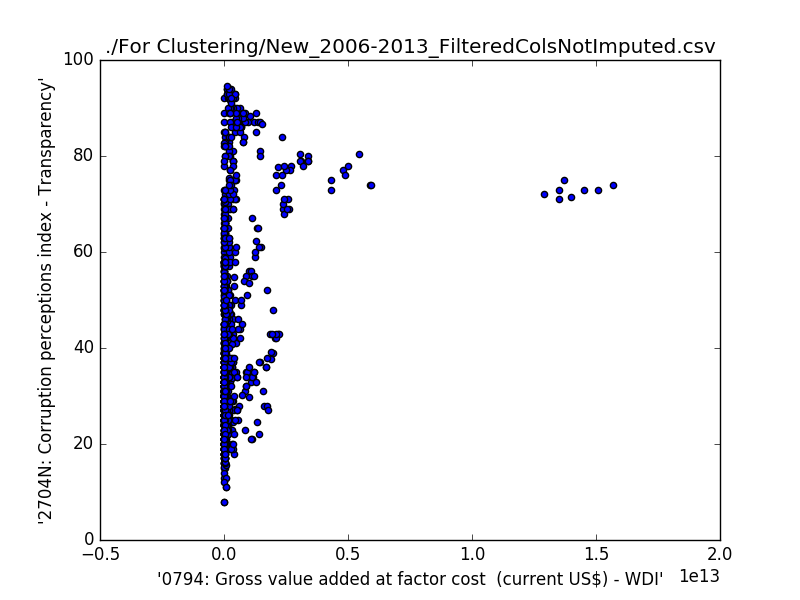 ./For Clustering/New_2006-2013_FilteredColsNotImputed.csv
'2704N: Corruption perceptions index - Transparency'
100
80
60
40
20
0
−0.5 0.0 0.5 1.0 1.5 2.0
1e13
'0794: Gross value added at factor cost  (current US$) - WDI'